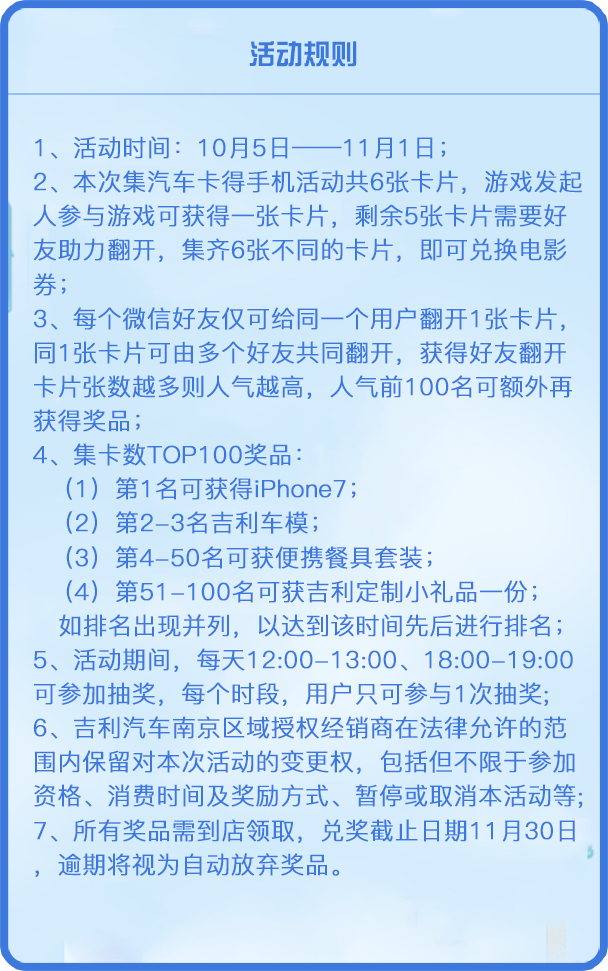 活动规则
1、活动时间：10月5日——11月1日；
2、本次集汽车卡得手机活动共6张卡片，游戏发起
人参与游戏可获得一张卡片，剩余5张卡片需要好
友助力翻开，集齐6张不同的卡片，即可兑换电影
券；
3、每个微信好友仅可给同一个用户翻开1张卡片，
同1张卡片可由多个好友共同翻开，获得好友翻开
卡片张数越多则人气越高，人气前100名可额外再
获得奖品；
4、集卡数TOP100奖品：
（1）第1名可获得iPhone7；
（2）第2-3名吉利车模；
（3）第4-50名可获便携餐具套装；
（4）第51-100名可获吉利定制小礼品一份；
如排名出现并列，以达到该时间先后进行排名；
5、活动期间，每天12:00-13:00、18:00-19:00
可参加抽奖，每个时段，用户只可参与1次抽奖；
6、吉利汽车南京区域授权经销商在法律允许的范
围内保留对本次活动的变更权，包括但不限于参加
资格、消费时间及奖励方式、暂停或取消本活动等；
7、所有奖品需到店领取，兑奖截止日期11月30日
，逾期将视为自动放弃奖品。